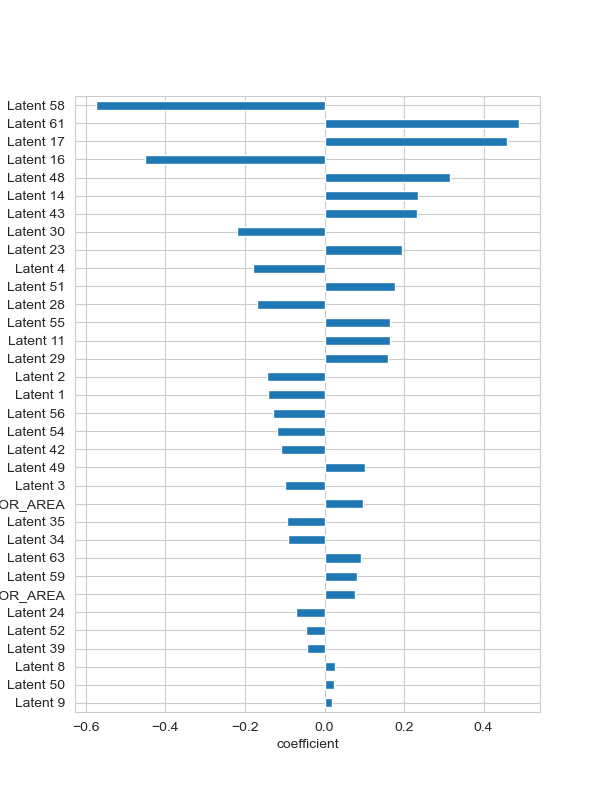 Latent 58
Latent 61
Latent 17
Latent 16
Latent 48
Latent 14
Latent 43
Latent 30
Latent 23
Latent 4
Latent 51
Latent 28
Latent 55
Latent 11
Latent 29
Latent 2
Latent 1
Latent 56
Latent 54
Latent 42
Latent 49
Latent 3
OR_AREA
Latent 35
Latent 34
Latent 63
Latent 59
OR_AREA
Latent 24
Latent 52
Latent 39
Latent 8
Latent 50
Latent 9
−0.6 −0.4 −0.2 0.0 0.2 0.4
coefficient